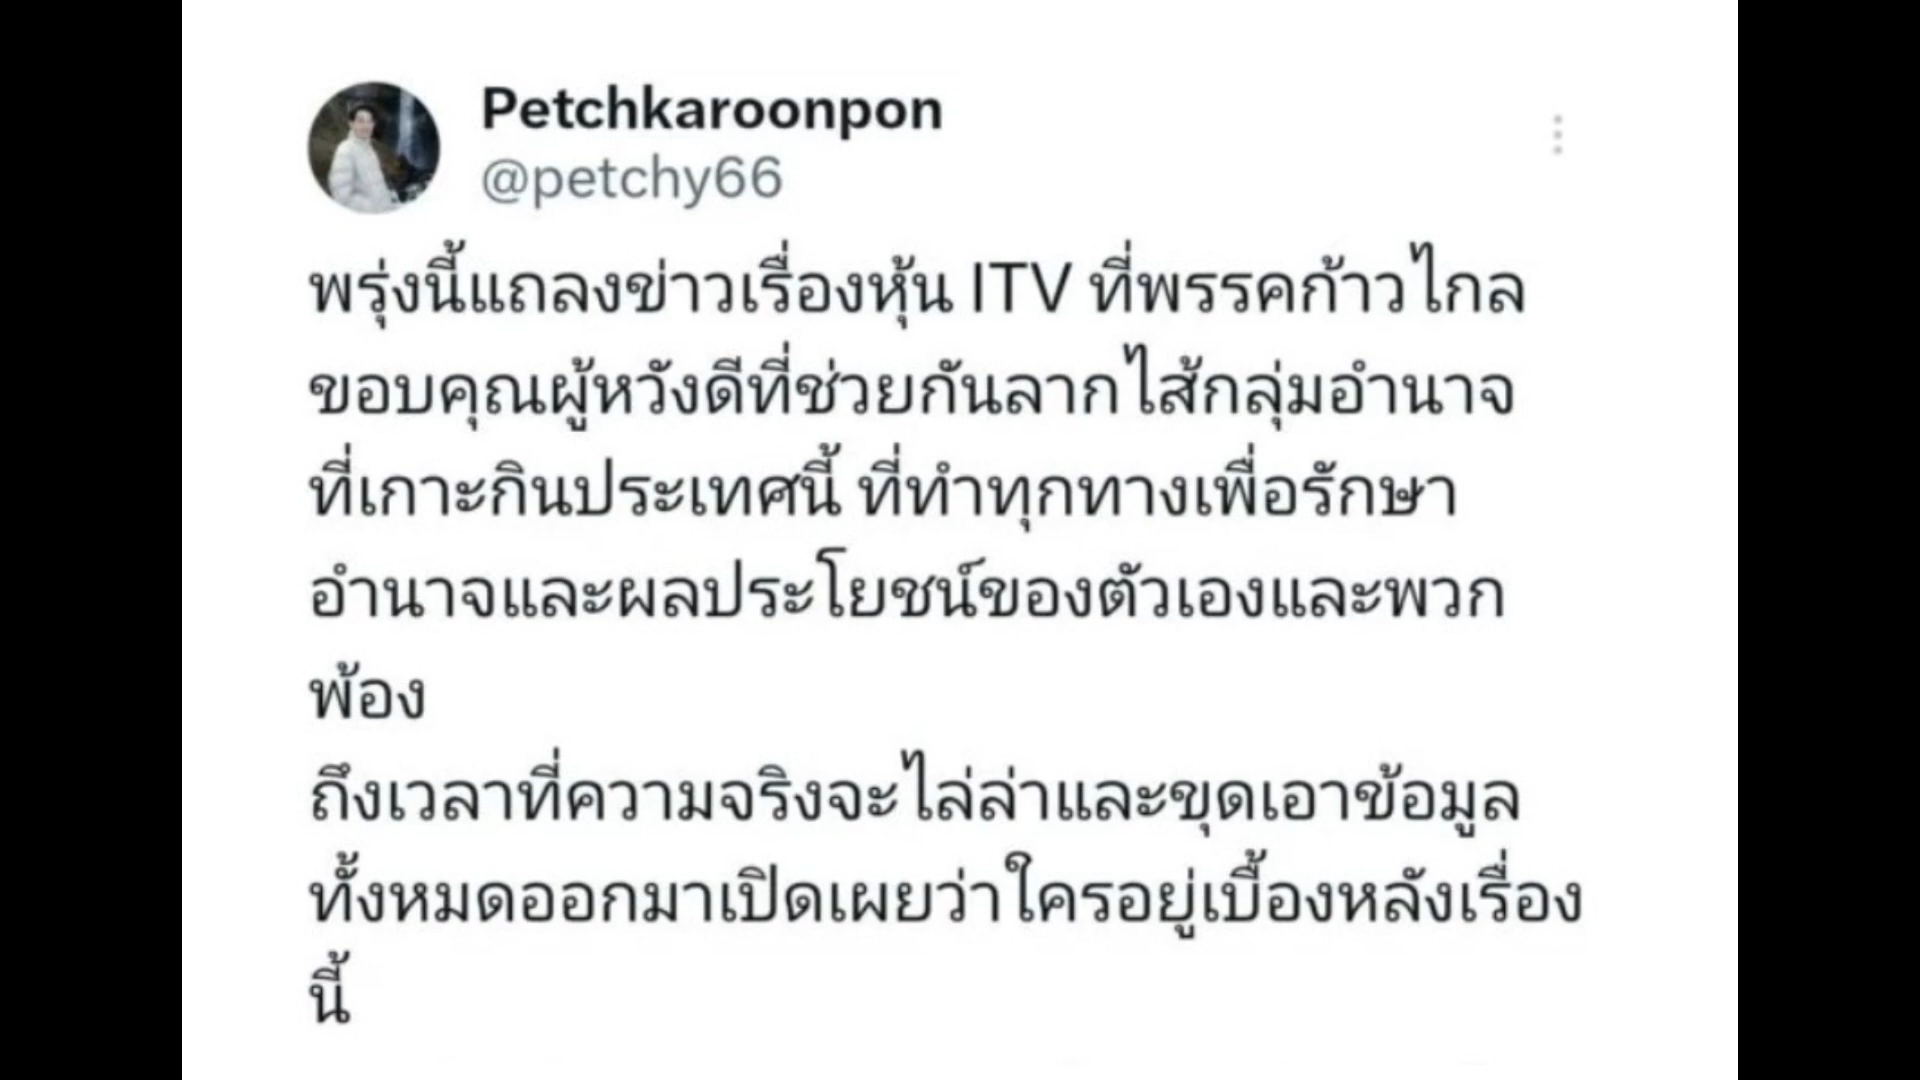 Petchkaroonpon
@petchy66
พรุ่งนี้แถลงข่าวเรื่องหุ้น ITV ที่พรรคก้าวไกล
ขอบคุณผู้หวังดีที่ช่วยกันลากไส้กลุ่มอำนาจ
ที่เกาะกินประเทศนี้ ที่ทำทุกทางเพื่อรักษา
อำนาจและผลประโยชน์ของตัวเองและพวก
พ้อง
ถึงเวลาที่ความจริงจะไล่ล่าและขุดเอาข้อมูล
ทั้งหมดออกมาเปิดเผยว่าใครอยู่เบื้องหลังเรื่อง
นี้